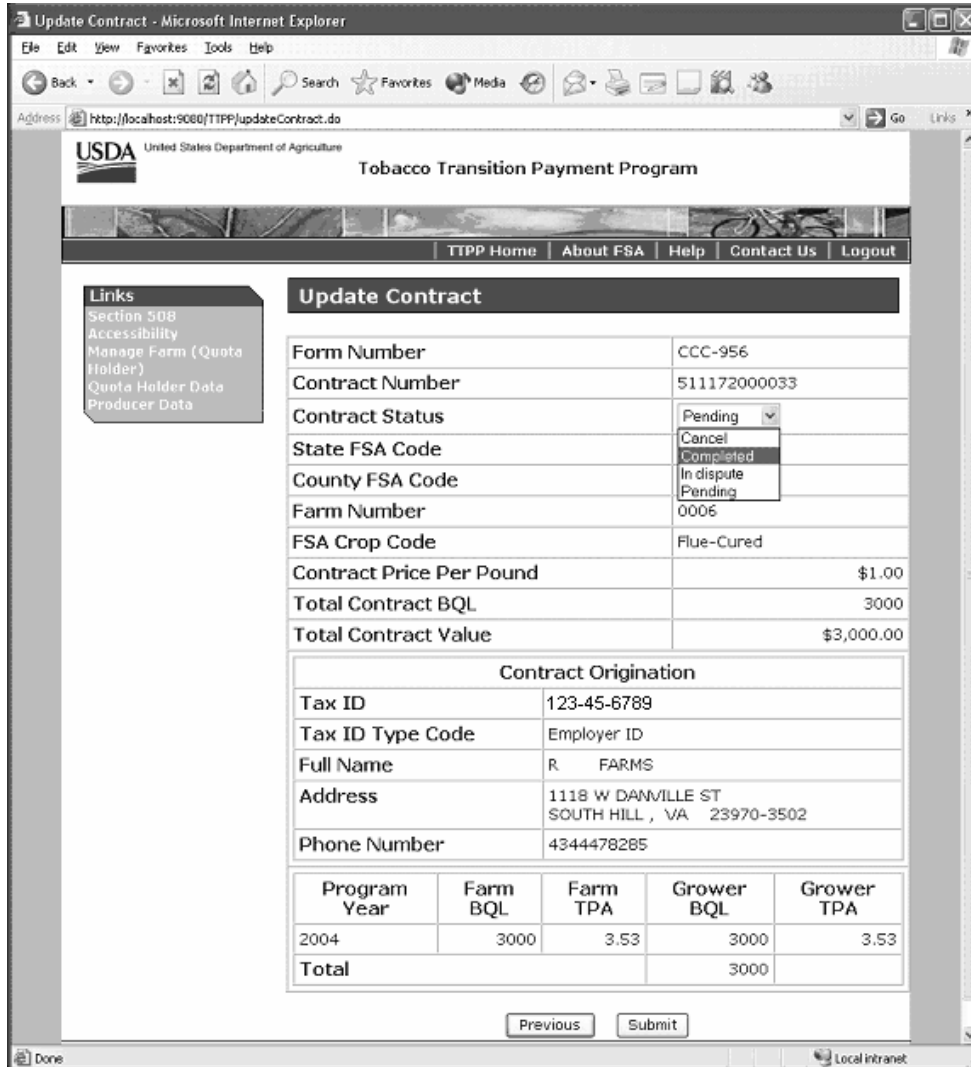 Update Contract - Microsoft Internet Explorer
File Edit View Favorites Tools Help
Back Search Favorites Media
Address http://localhost:9080/TTPP/updateContract.do Go Links
USDA United States Department of Agriculture
Tobacco Transition Payment Program
TTPP Home | About FSA | Help | Contact Us | Logout
Links
Section 508
Accessibility
Manage Farm (Quota
Holder)
Quota Holder Data
Producer Data
Update Contract
Form Number CCC-956
Contract Number 511172000033
Contract Status Pending
Cancel
Completed
In dispute
Pending
State FSA Code
County FSA Code
Farm Number 0006
FSA Crop Code Flue-Cured
Contract Price Per Pound $1.00
Total Contract BQL 3000
Total Contract Value $3,000.00
Contract Origination
Tax ID 123-45-6789
Tax ID Type Code Employer ID
Full Name R FARMS
Address 1118 W DANVILLE ST
SOUTH HILL , VA 23970-3502
Phone Number 4344478285
Program Year Farm BQL Farm TPA Grower BQL Grower TPA
2004 3000 3.53 3000 3.53
Total 3000
Previous Submit
Done Local intranet